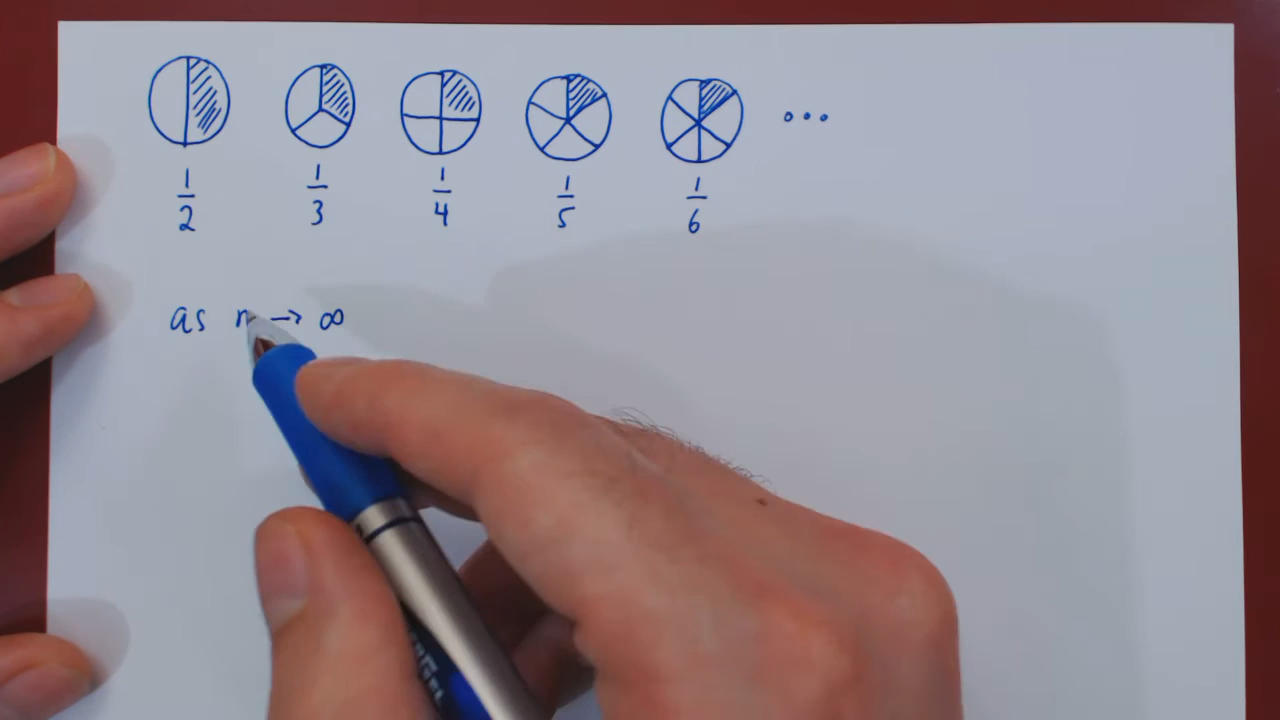 1/2 1/3 1/4 1/5 1/6 ...
as n → ∞